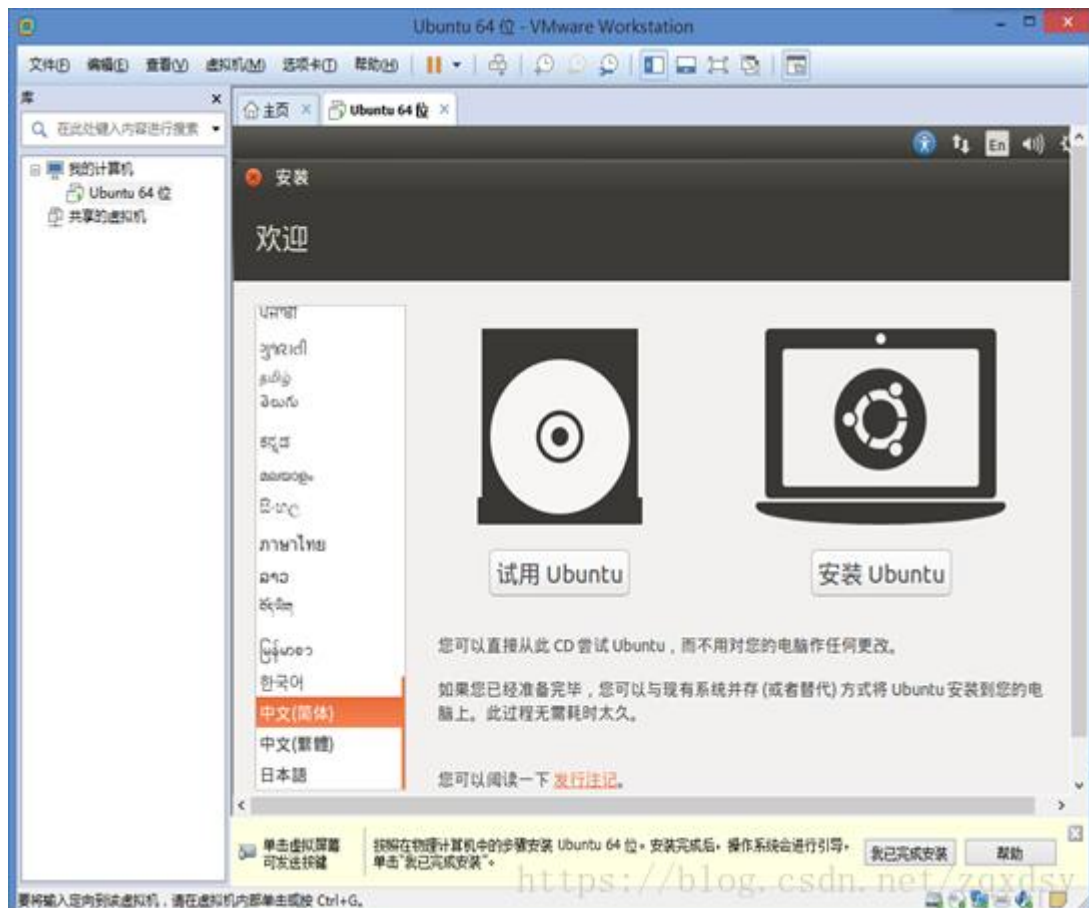 Ubuntu 64 位 - VMware Workstation
文件(F) 编辑(E) 查看(V) 虚拟机(M) 选项卡(T) 帮助(H)
库
主页
Ubuntu 64 位
在此处键入内容进行搜索
我的计算机
Ubuntu 64 位
共享的虚拟机
En
安装
欢迎
ગુજરાતી
தமிழ்
తెలుగు
ಕನ್ನಡ
മലയാളം
සිංහල
ภาษาไทย
ລາວ
မြန်မာစာ
한국어
中文(简体)
中文(繁體)
日本語
试用 Ubuntu
安装 Ubuntu
您可以直接从此 CD 尝试 Ubuntu，而不用对您的电脑作任何更改。
如果您已经准备完毕，您可以与现有系统并存 (或者替代) 方式将 Ubuntu 安装到您的电
脑上。此过程无需耗时太久。
您可以阅读一下 发行注记。
单击虚拟屏幕
可发送按键
按照在物理计算机中的步骤安装 Ubuntu 64 位。安装完成后，操作系统会进行引导，
单击“我已完成安装”。
我已完成安装
帮助
https://blog.csdn.net/zqxdsy
要将输入定向到该虚拟机，请在虚拟机内部单击或按 Ctrl+G。